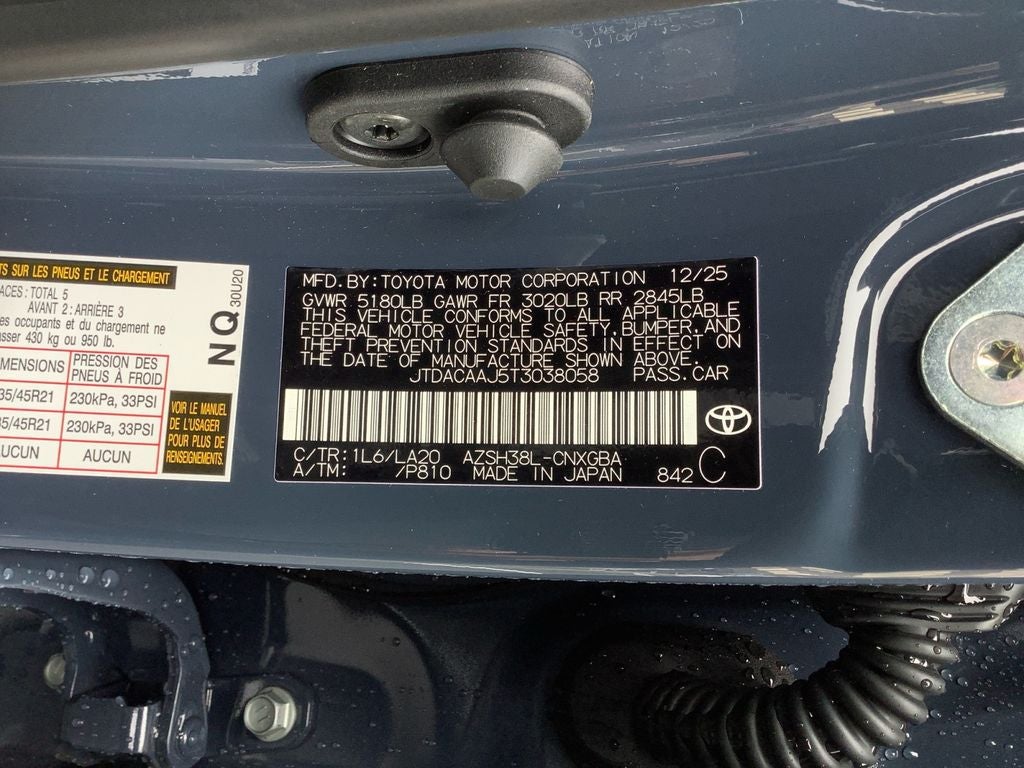 TS SUR LES PNEUS ET LE CHARGEMENT
ACES: TOTAL 5
AVANT 2: ARRIÈRE 3
es occupants et du chargement ne
asser 430 kg ou 950 lb.
MENSIONS PRESSION DES
PNEUS À FROID
35/45R21 230kPa, 33PSI
35/45R21 230kPa, 33PSI
UCUN AUCUN
VOIR LE MANUEL
DE L'USAGER
POUR PLUS DE
RENSEIGNEMENTS.
NQ 30U20
MFD.BY:TOYOTA MOTOR CORPORATION 12/25
GVWR 5180LB GAWR FR 3020LB RR 2845LB
THIS VEHICLE CONFORMS TO ALL APPLICABLE
FEDERAL MOTOR VEHICLE SAFETY,BUMPER,AND
THEFT PREVENTION STANDARDS IN EFFECT ON
THE DATE OF MANUFACTURE SHOWN ABOVE.
JTDACAAJ5T3038058 PASS.CAR
C/TR:1L6/LA20 AZSH38L-CNXGBA
A/TM: /P810 MADE IN JAPAN 842 C